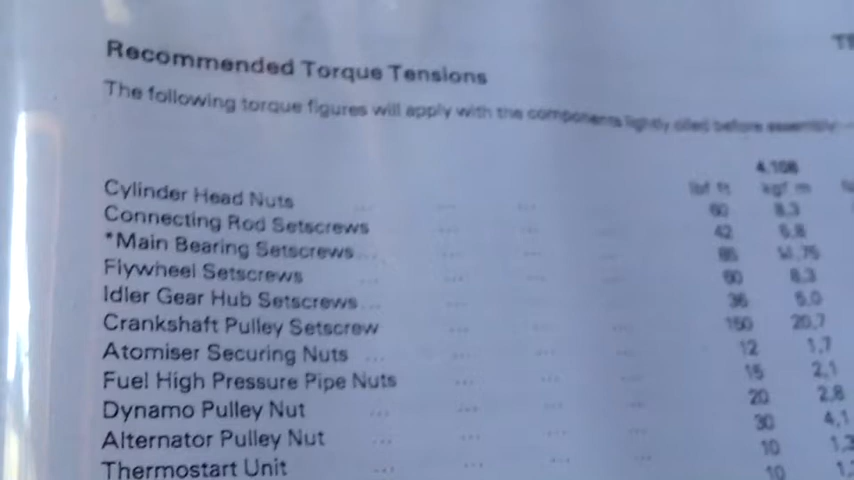 Recommended Torque Tensions
The following torque figures will apply with the components lightly oiled before assembly
4.108
lbf ft kgf m
Cylinder Head Nuts ... ... ... 60 8,3
Connecting Rod Setscrews ... ... ... 42 5,8
*Main Bearing Setscrews ... ... ... 85
Flywheel Setscrews ... ... ... 60 8,3
Idler Gear Hub Setscrews ... ... ... 36 5,0
Crankshaft Pulley Setscrew ... ... ... 150 20,7
Atomiser Securing Nuts ... ... ... ... 12 1,7
Fuel High Pressure Pipe Nuts ... ... ... 15 2,1
Dynamo Pulley Nut ... ... ... ... 20 2,8
Alternator Pulley Nut ... ... ... ... 30 4,1
Thermostart Unit ... ... ... ... 10 1,3
10